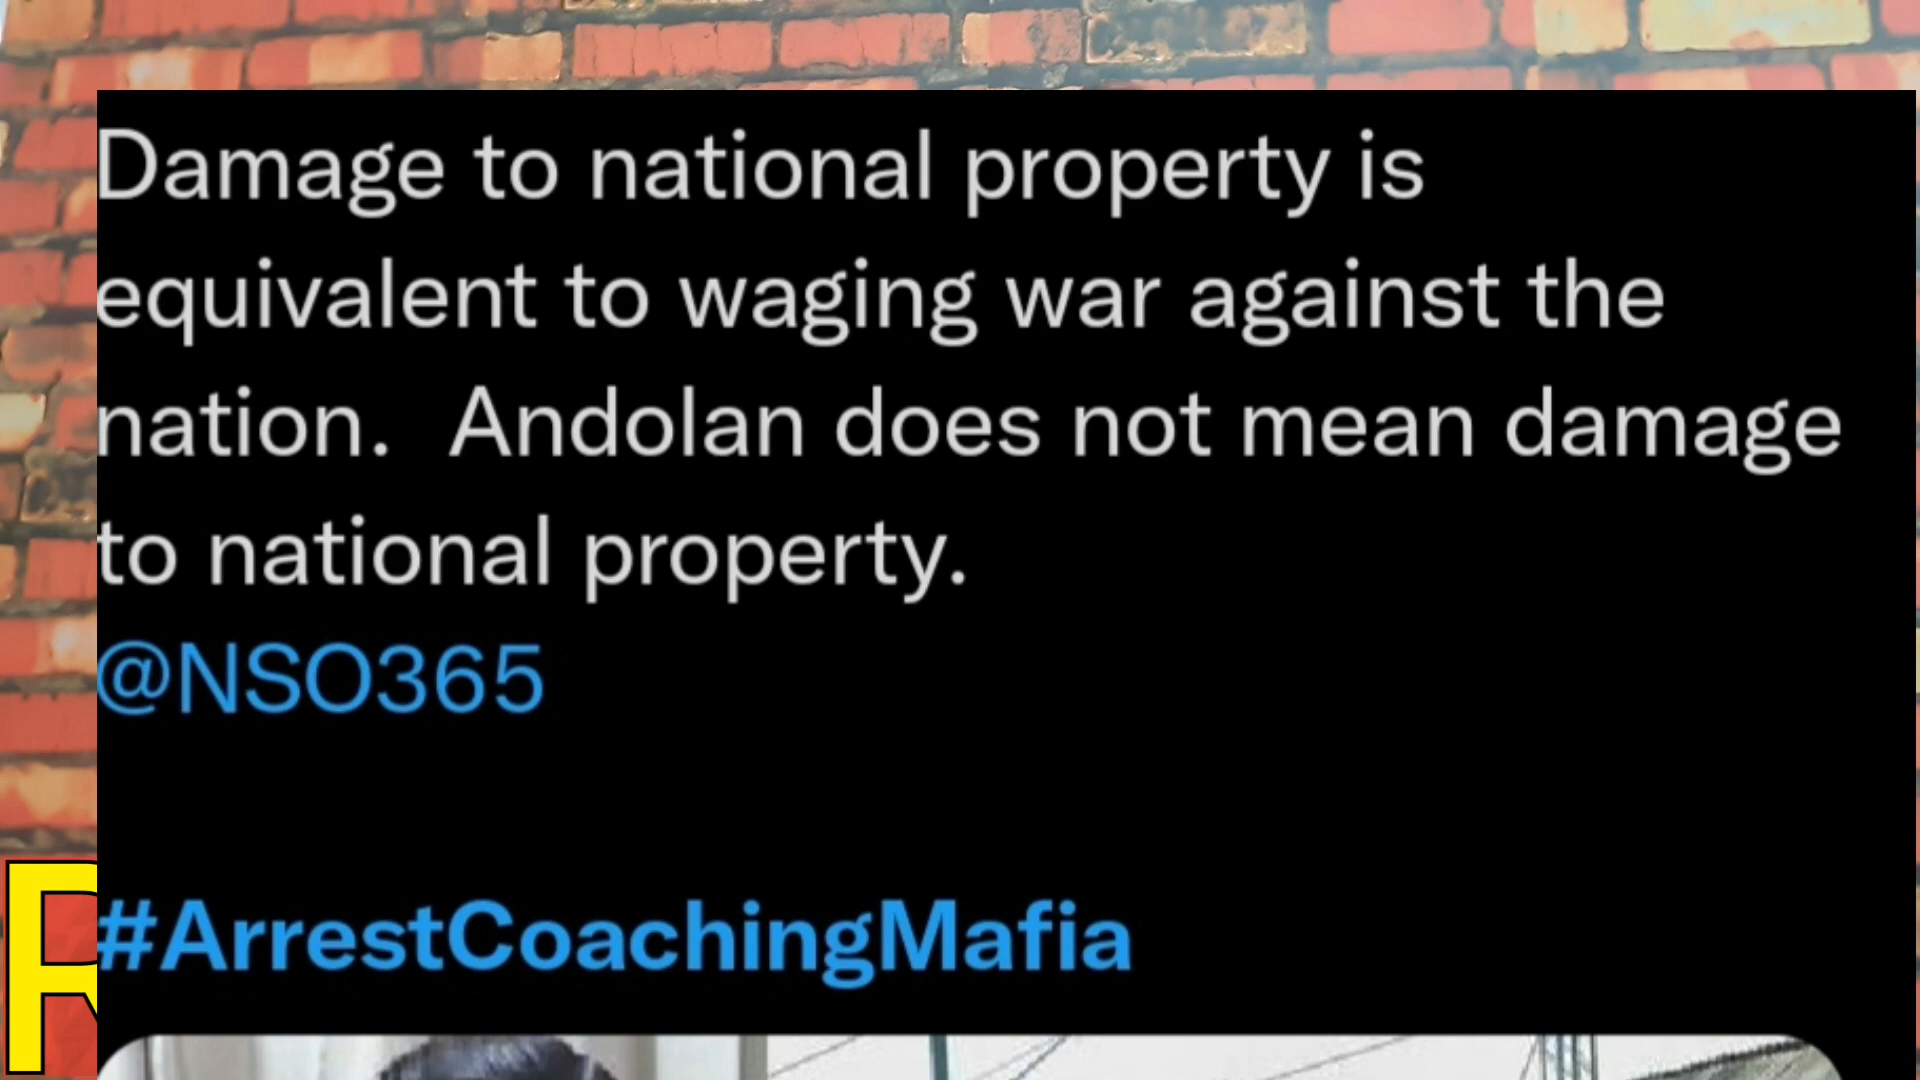 Damage to national property is
equivalent to waging war against the
nation.  Andolan does not mean damage
to national property.
@NSO365
#ArrestCoachingMafia